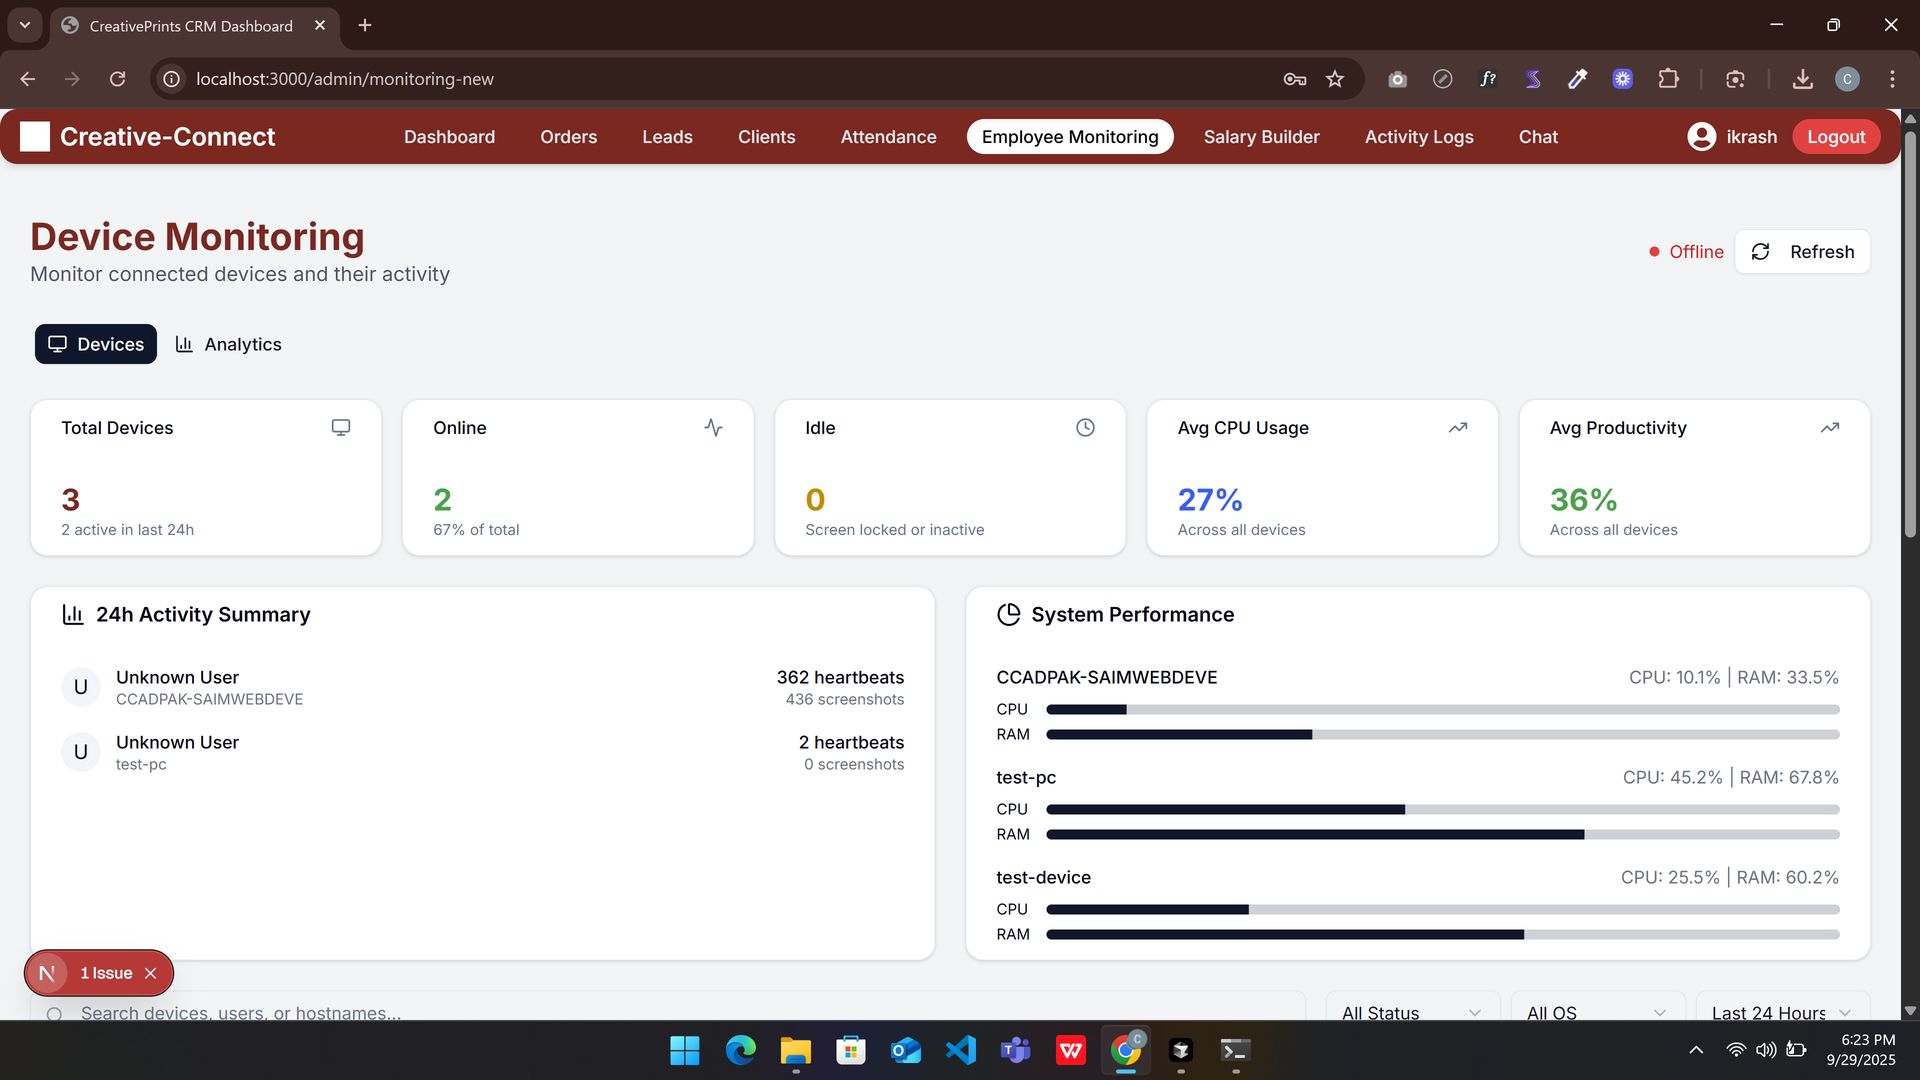 CreativePrints CRM Dashboard
localhost:3000/admin/monitoring-new
f?
C
Creative-Connect
Dashboard
Orders
Leads
Clients
Attendance
Employee Monitoring
Salary Builder
Activity Logs
Chat
ikrash
Logout
Device Monitoring
Monitor connected devices and their activity
Offline
Refresh
Devices
Analytics
Total Devices
3
2 active in last 24h
Online
2
67% of total
Idle
0
Screen locked or inactive
Avg CPU Usage
27%
Across all devices
Avg Productivity
36%
Across all devices
24h Activity Summary
U
Unknown User
362 heartbeats
CCADPAK-SAIMWEBDEVE
436 screenshots
U
Unknown User
2 heartbeats
test-pc
0 screenshots
System Performance
CCADPAK-SAIMWEBDEVE
CPU: 10.1% | RAM: 33.5%
CPU
RAM
test-pc
CPU: 45.2% | RAM: 67.8%
CPU
RAM
test-device
CPU: 25.5% | RAM: 60.2%
CPU
RAM
N
1 Issue
Search devices, users, or hostnames...
All Status
All OS
Last 24 Hours
C
6:23 PM
9/29/2025